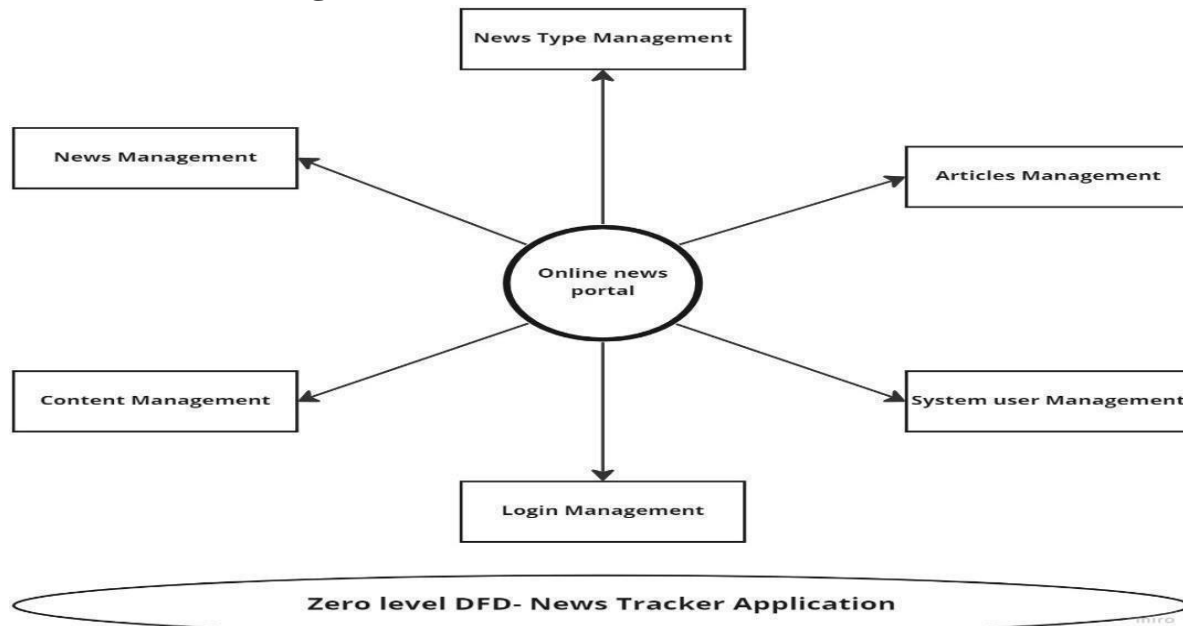 News Type Management
News Management
Articles Management
Online news
portal
Content Management
System user Management
Login Management
Zero level DFD- News Tracker Application
miro